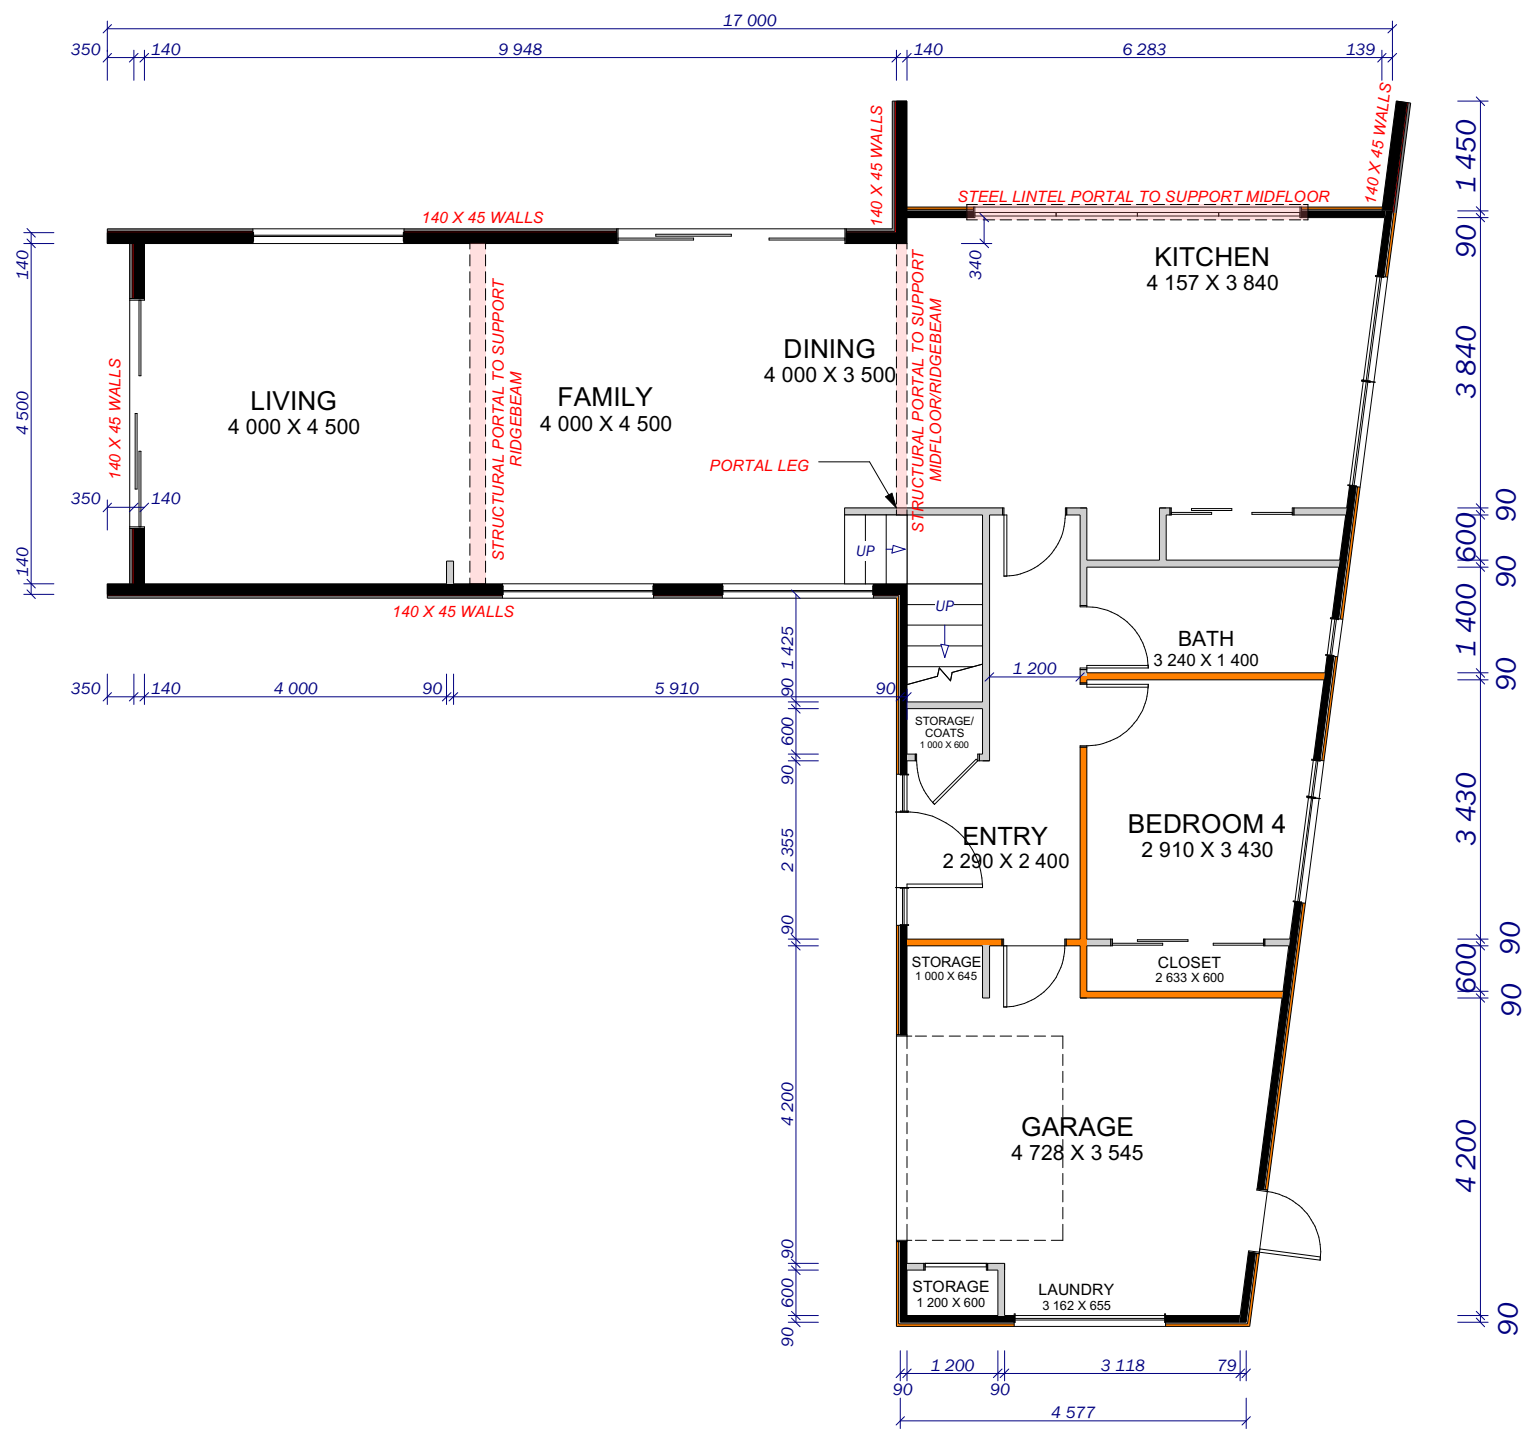 17 000
350
140
9 948
140
6 283
139
140 X 45 WALLS
140 X 45 WALLS
1 450
STEEL LINTEL PORTAL TO SUPPORT MIDFLOOR
140 X 45 WALLS
90
140
340
KITCHEN
4 157 X 3 840
STRUCTURAL PORTAL TO SUPPORT
RIDGEBEAM
STRUCTURAL PORTAL TO SUPPORT
MIDFLOOR/RIDGEBEAM
DINING
4 000 X 3 500
3 840
140 X 45 WALLS
4 500
LIVING
4 000 X 4 500
FAMILY
4 000 X 4 500
PORTAL LEG
350
140
90
UP
600
140
90
140 X 45 WALLS
UP
1 425
1 400
BATH
3 240 X 1 400
1 200
90
350
140
4 000
90
5 910
90
90
STORAGE/
COATS
1 000 X 600
600
90
3 430
ENTRY
2 290 X 2 400
BEDROOM 4
2 910 X 3 430
2 355
90
90
STORAGE
1 000 X 645
CLOSET
2 633 X 600
600
90
4 200
GARAGE
4 728 X 3 545
4 200
90
STORAGE
1 200 X 600
LAUNDRY
3 162 X 655
600
90
90
1 200
3 118
79
90
90
4 577